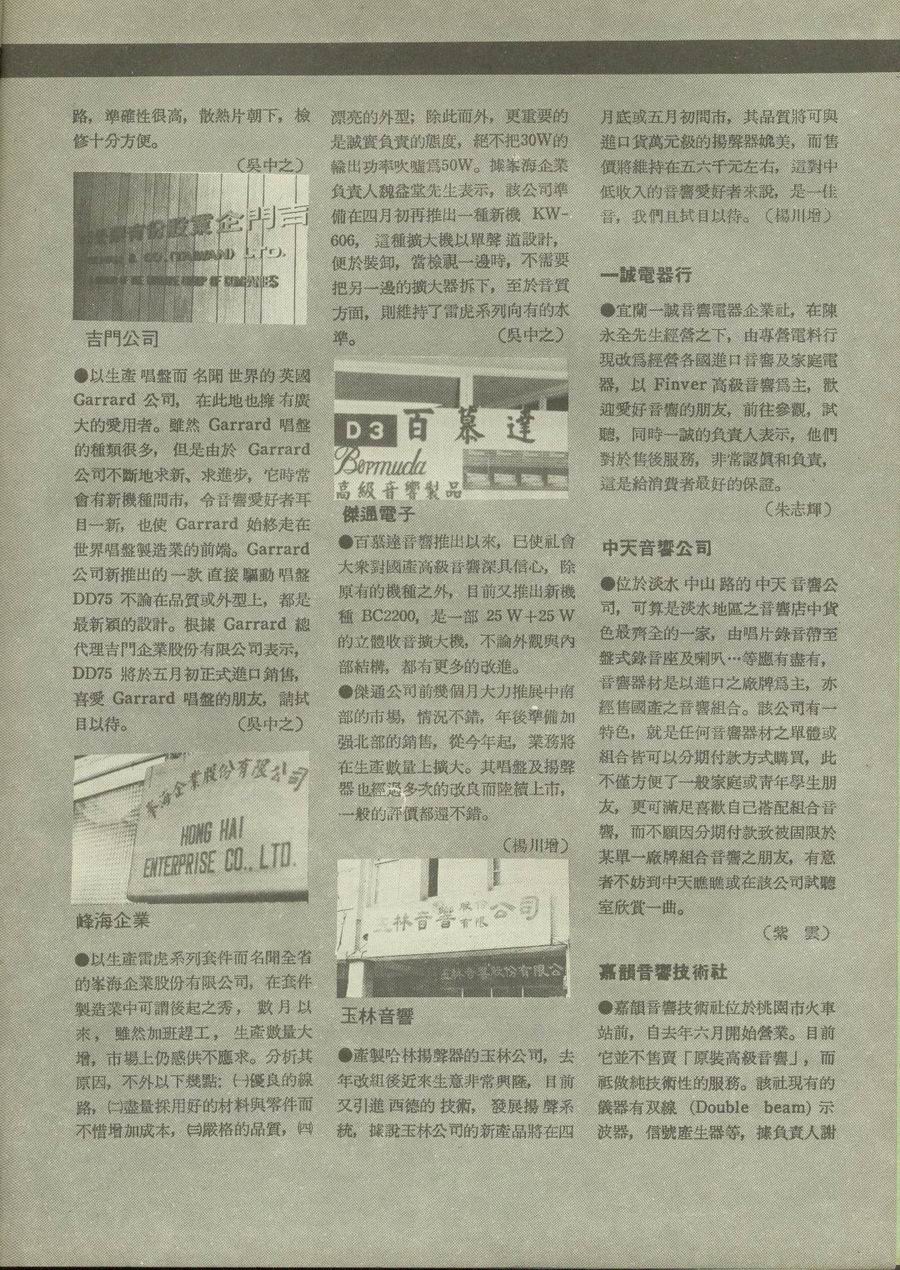 路，準確性很高，散熱片朝下，檢
修十分方便。
（吳中之）
吉門企業股份有限
& CO.(TAIWAN) LTD.
吉門公司
●以生產唱盤而名聞世界的英國
Garrard 公司，在此地也擁有廣
大的愛用者。雖然 Garrard 唱盤
的種類很多，但是由於 Garrard
公司不斷地求新、求進步，它時常
會有新機種問市，令音響愛好者耳
目一新，也使 Garrard 始終走在
世界唱盤製造業的前端。Garrard
公司新推出的一款直接驅動唱盤
DD75 不論在品質或外型上，都是
最新穎的設計。根據 Garrard 總
代理吉門企業股份有限公司表示，
DD75 將於五月初正式進口銷售，
喜愛 Garrard 唱盤的朋友，請拭
目以待。（吳中之）
峯海企業股份有限公司
HONG HAI
ENTERPRISE CO., LTD.
峰海企業
●以生產雷虎系列套件而名聞全省
的峯海企業股份有限公司，在套件
製造業中可謂後起之秀，數月以
來，雖然加班趕工，生產數量大
增，市場上仍感供不應求。分析其
原因，不外以下幾點：㈠優良的線
路，㈡盡量採用好的材料與零件而
不惜增加成本，㈢嚴格的品質，㈣
漂亮的外型；除此而外，更重要的
是誠實負責的態度，絕不把30W的
輸出功率吹噓爲50W。據峯海企業
負責人魏益堂先生表示，該公司準
備在四月初再推出一種新機 KW-
606，這種擴大機以單聲道設計，
便於裝卸，當檢視一邊時，不需要
把另一邊的擴大器拆下，至於音質
方面，則維持了雷虎系列向有的水
準。（吳中之）
D3 百慕達
Bermuda
高級音響製品
傑通電子
●百慕達音響推出以來，已使社會
大衆對國產高級音響深具信心，除
原有的機種之外，目前又推出新機
種 BC2200，是一部 25 W＋25 W
的立體收音擴大機，不論外觀與內
部結構，都有更多的改進。
●傑通公司前幾個月大力推展中南
部的市場，情況不錯，年後準備加
强北部的銷售，從今年起，業務將
在生產數量上擴大。其唱盤及揚聲
器也經過多次的改良而陸續上市，
一般的評價都還不錯。
（楊川增）
玉林音響股份有限公司
玉林音響股份有限公
玉林音響
●產製哈林揚聲器的玉林公司，去
年改組後近來生意非常興隆，目前
又引進西德的技術，發展揚聲系
統，據說玉林公司的新產品將在四
月底或五月初問市，其品質將可與
進口貨萬元級的揚聲器媲美，而售
價將維持在五六千元左右，這對中
低收入的音響愛好者來說，是一佳
音，我們且拭目以待。（楊川增）
一誠電器行
●宜蘭一誠音響電器企業社，在陳
永全先生經營之下，由專營電料行
現改爲經營各國進口音響及家庭電
器，以 Finver 高級音響爲主，歡
迎愛好音響的朋友，前往參觀，試
聽，同時一誠的負責人表示，他們
對於售後服務，非常認眞和負責，
這是給消費者最好的保證。
（朱志輝）
中天音響公司
●位於淡水中山路的中天音響公
司，可算是淡水地區之音響店中貨
色最齊全的一家，由唱片錄音帶至
盤式錄音座及喇叭…等應有盡有，
音響器材是以進口之廠牌爲主，亦
經售國產之音響組合。該公司有一
特色，就是任何音響器材之單體或
組合皆可以分期付款方式購買，此
不僅方便了一般家庭或靑年學生朋
友，更可滿足喜歡自己搭配組合音
響，而不願因分期付款致被固限於
某單一廠牌組合音響之朋友，有意
者不妨到中天瞧瞧或在該公司試聽
室欣賞一曲。
（紫　雲）
嘉韻音響技術社
●嘉韻音響技術社位於桃園市火車
站前，自去年六月開始營業。目前
它並不售賣「原裝高級音響」，而
祗做純技術性的服務。該社現有的
儀器有双線（Double beam）示
波器，信號產生器等，據負責人謝